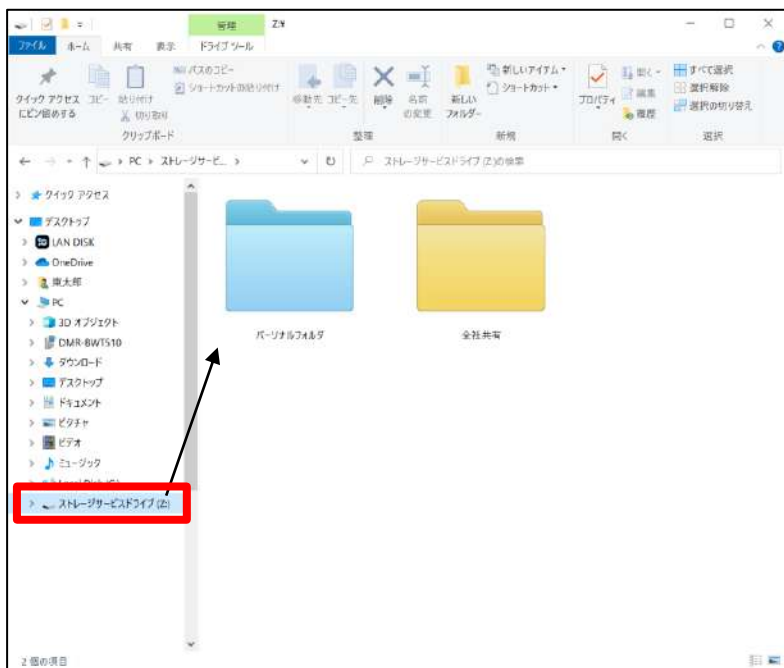 管理 Z:¥
ファイル ホーム 共有 表示 ドライブ ツール
クイック アクセス
にピン留めする
コピー
貼り付け
パスのコピー
ショートカットの貼り付け
切り取り
クリップボード
移動先
コピー先
削除
名前
の変更
整理
新しい
フォルダー
新しいアイテム
ショートカット
新規
プロパティ
開く
編集
履歴
開く
すべて選択
選択解除
選択の切り替え
選択
PC ストレージサービ...
ストレージサービスドライブ (Z:)の検索
クイック アクセス
デスクトップ
LAN DISK
OneDrive
東太郎
PC
3D オブジェクト
DMR-BWT510
ダウンロード
デスクトップ
ドキュメント
ピクチャ
ビデオ
ミュージック
ストレージサービスドライブ (Z:)
パーソナルフォルダ
全社共有
2 個の項目